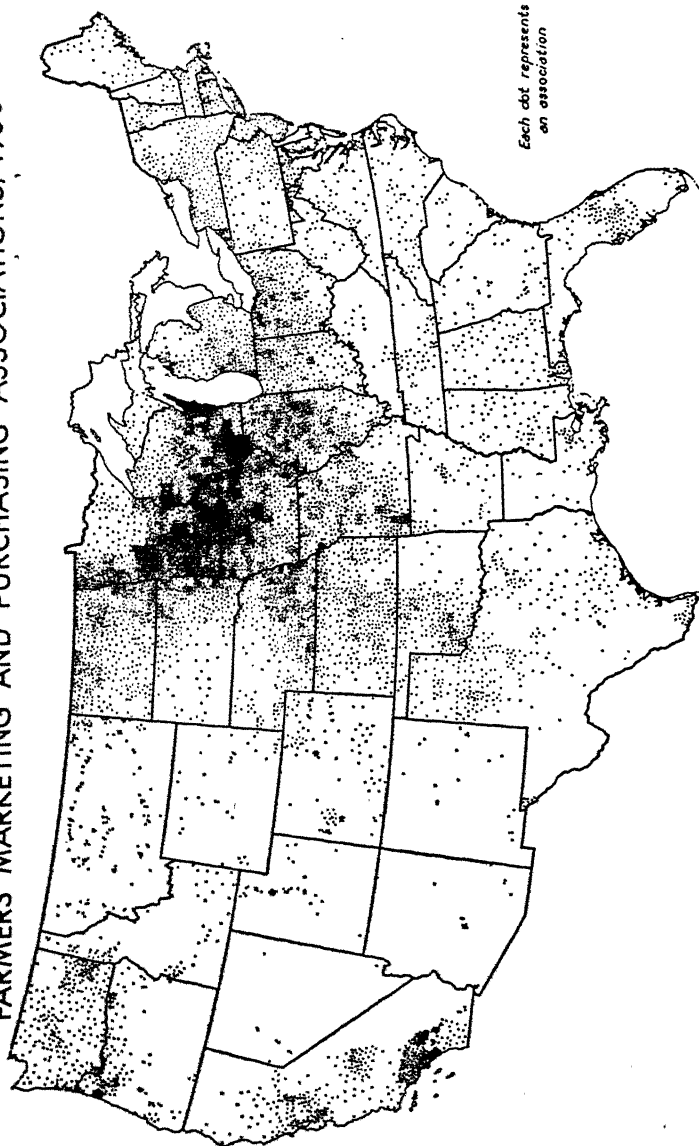 FARMERS MARKETING AND PURCHASING ASSOCIATIONS,
Each dot represents
an association